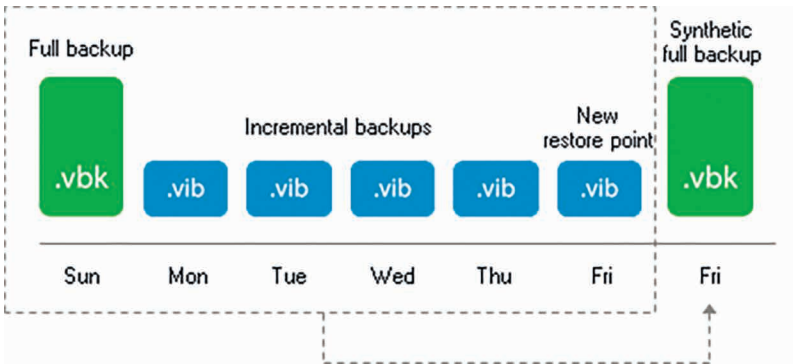 Synthetic
full backup
Full backup
New
restore point
Incremental backups
.vbk
.vib
.vib
.vib
.vib
.vib
.vbk
Sun
Mon
Tue
Wed
Thu
Fri
Fri